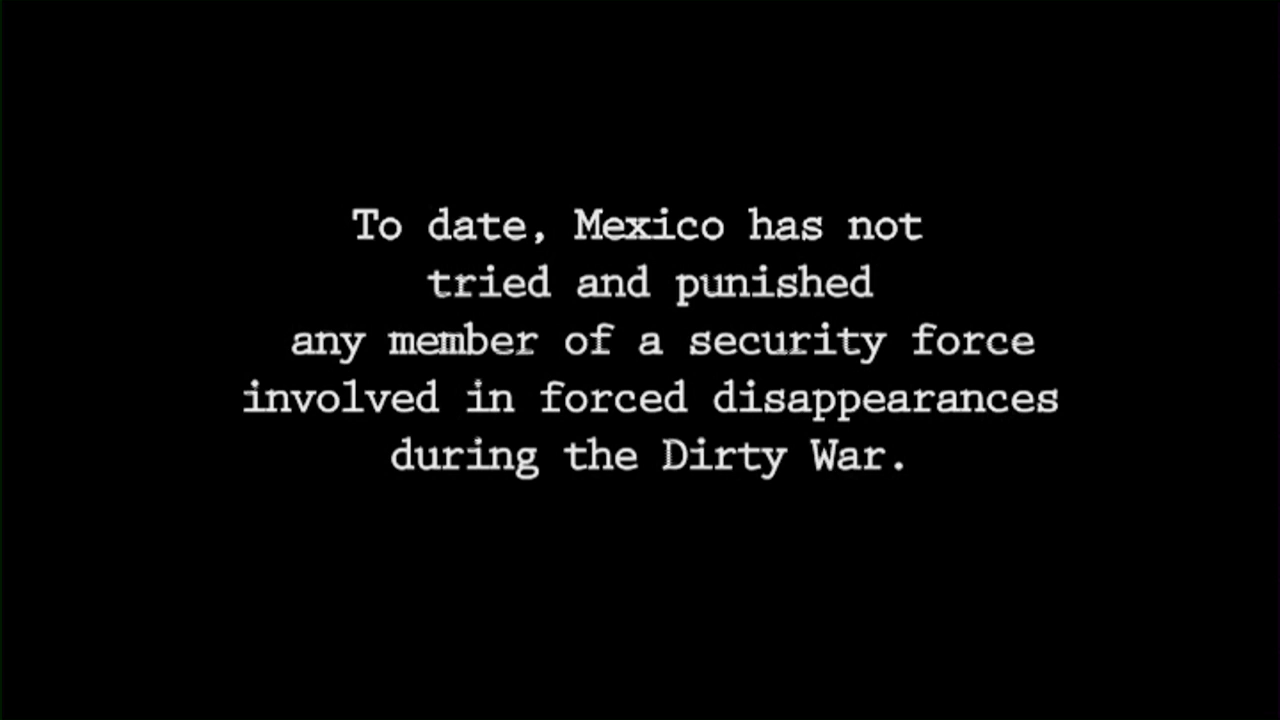 To date, Mexico has not
tried and punished
any member of a security force
involved in forced disappearances
during the Dirty War.